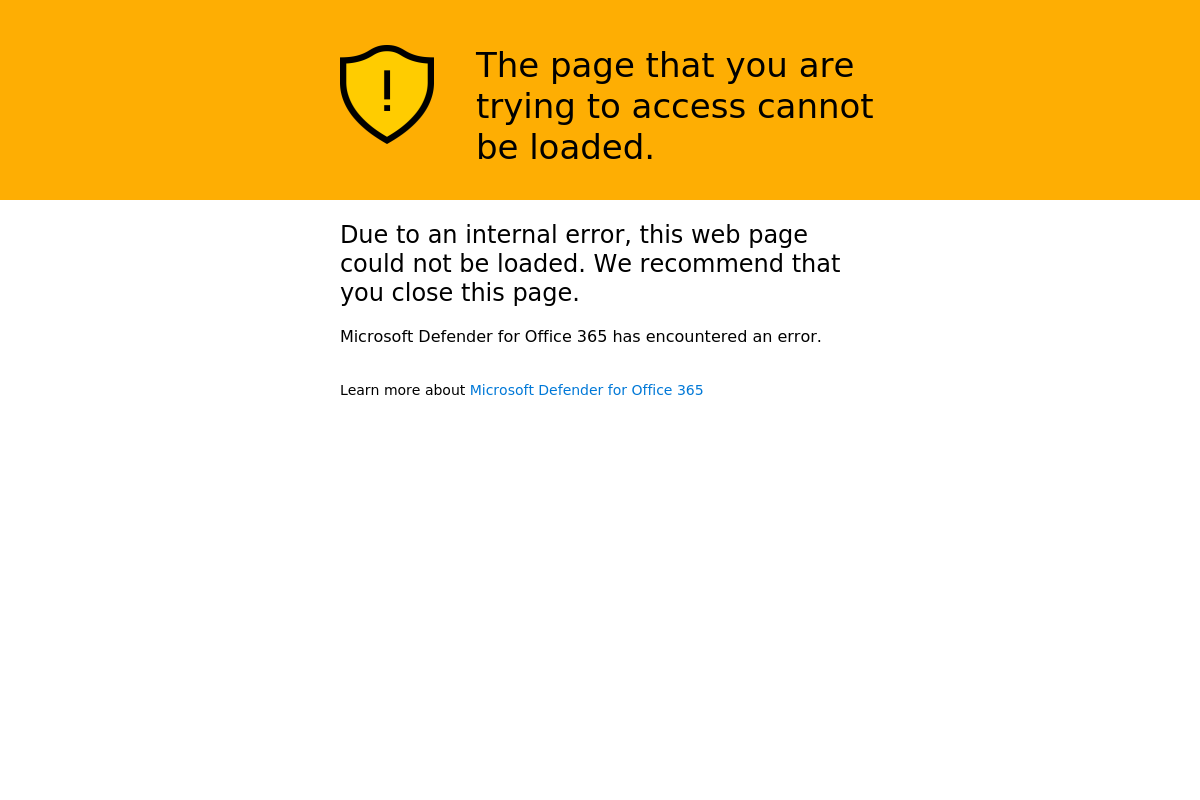 The page that you are
trying to access cannot
be loaded.
Due to an internal error, this web page
could not be loaded. We recommend that
you close this page.
Microsoft Defender for Office 365 has encountered an error.
Learn more about Microsoft Defender for Office 365